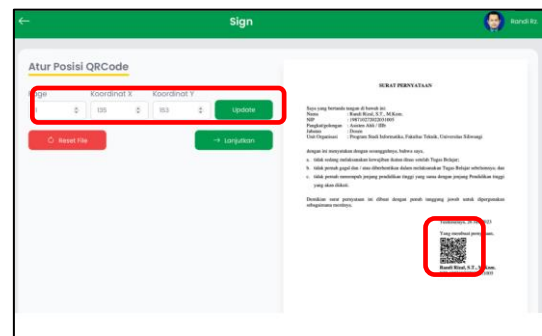 Sign
Randi Riz.
Atur Posisi QRCode
Page Koordinat X Koordinat Y
135 163 Update
Reset File → Lanjutkan
SURAT PERNYATAAN
Saya yang bertanda tangan di bawah ini:
Nama : Randi Rizal, S.T., M.Kom.
NIP
Pangkat/golongan : Asisten Ahli / IIIb
Jabatan : Dosen
Unit Organisasi : Program Studi Informatika, Fakultas Teknik, Universitas Siliwangi
dengan ini menyatakan dengan sesungguhnya, bahwa saya,
a. tidak sedang melaksanakan kewajiban ikatan dinas setelah Tugas Belajar;
b. tidak pernah gagal dan / atau diberhentikan dalam melaksanakan Tugas Belajar sebelumnya; dan
c. tidak pernah menempuh jenjang pendidikan tinggi yang sama dengan jenjang Pendidikan tinggi
yang akan diikuti.
Demikian surat pernyataan ini dibuat dengan penuh tanggung jawab untuk dipergunakan
sebagaimana mestinya.
Yang membuat pernyataan,
Randi Rizal, S.T., M.Kom.